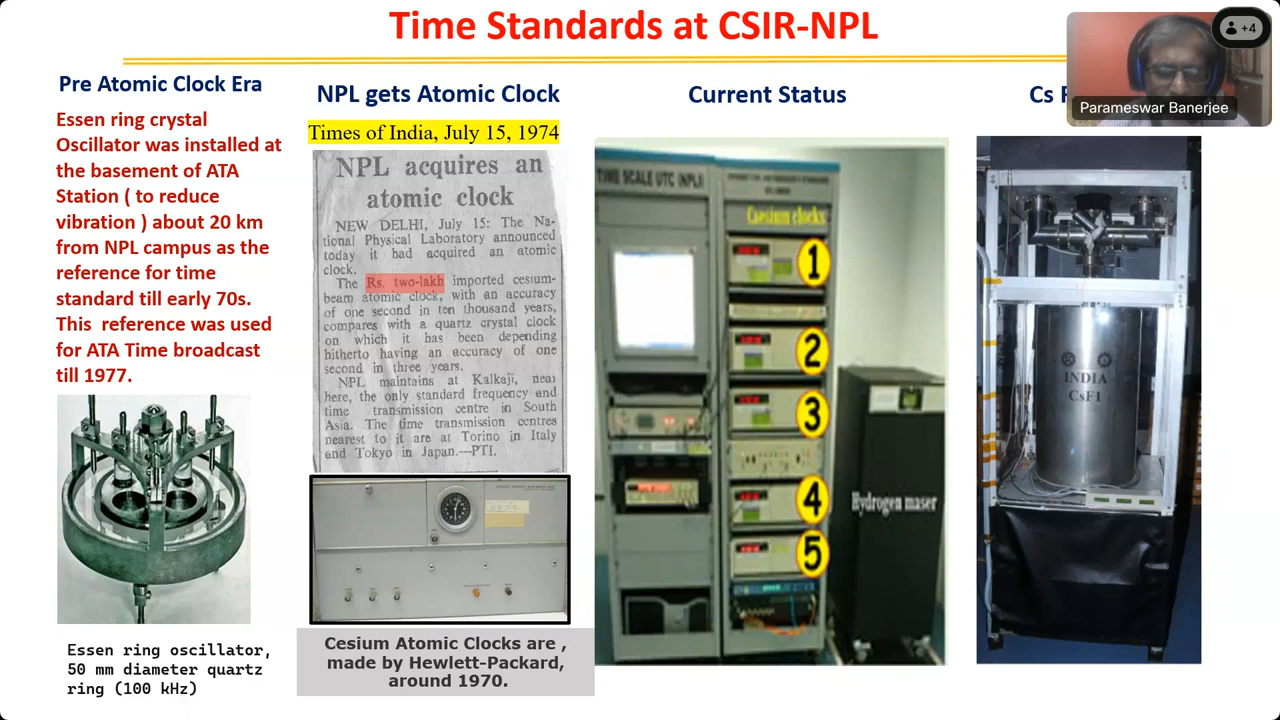 Time Standards at CSIR-NPL
+4
Parameswar Banerjee
Pre Atomic Clock Era
Essen ring crystal
Oscillator was installed at
the basement of ATA
Station ( to reduce
vibration ) about 20 km
from NPL campus as the
reference for time
standard till early 70s.
This reference was used
for ATA Time broadcast
till 1977.
Essen ring oscillator,
50 mm diameter quartz
ring (100 kHz)
NPL gets Atomic Clock
Times of India, July 15, 1974
NPL acquires an
atomic clock
NEW DELHI, July 15: The Na-
tional Physical Laboratory announced
today it had acquired an atomic
clock.
The Rs. two-lakh imported cesium-
beam atomic clock, with an accuracy
of one second in ten thousand years,
compares with a quartz crystal clock
on which it has been depending
hitherto having an accuracy of one
second in three years.
NPL maintains at Kalkaji, near
here, the only standard frequency and
time transmission centre in South
Asia. The time transmission centres
nearest to it are at Torino in Italy
and Tokyo in Japan.—PTI.
Cesium Atomic Clocks are ,
made by Hewlett-Packard,
around 1970.
Current Status
TIME SCALE UTC (NPLI)
Caesium clocks
1
2
3
4
5
Hydrogen maser
Cs
INDIA
CsF1